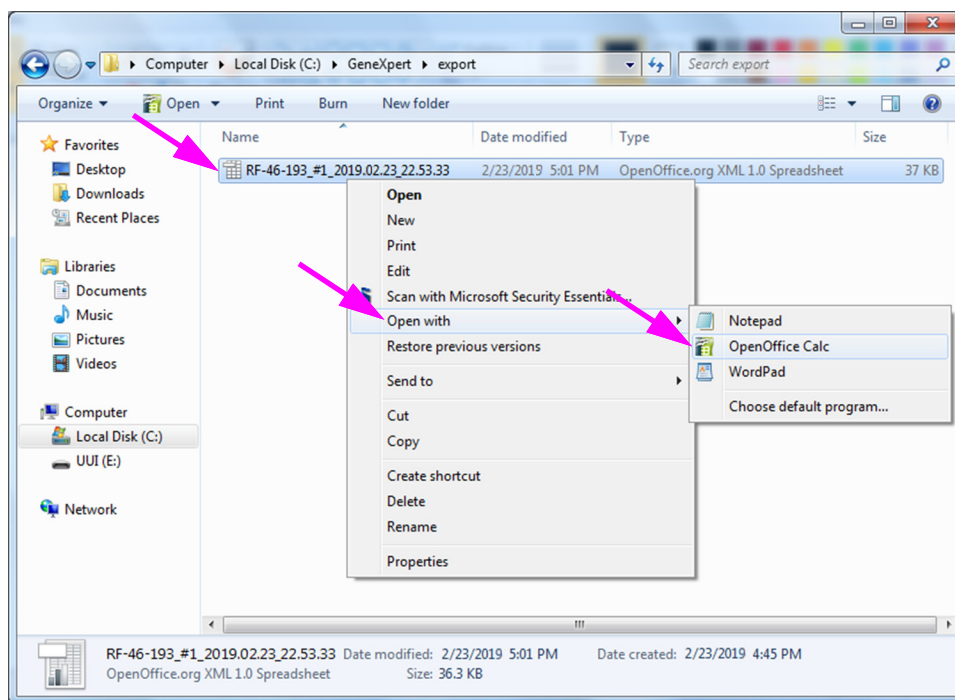 Computer Local Disk (C:) GeneXpert export
Search export
Organize Open Print Burn New folder
Name Date modified Type Size
RF-46-193_#1_2019.02.23_22.53.33 2/23/2019 5:01 PM OpenOffice.org XML 1.0 Spreadsheet 37 KB
Favorites
Desktop
Downloads
Recent Places
Libraries
Documents
Music
Pictures
Videos
Computer
Local Disk (C:)
UUI (E:)
Network
Open
New
Print
Edit
Scan with Microsoft Security Essentials...
Open with
Restore previous versions
Send to
Cut
Copy
Create shortcut
Delete
Rename
Properties
Notepad
OpenOffice Calc
WordPad
Choose default program...
RF-46-193_#1_2019.02.23_22.53.33 Date modified: 2/23/2019 5:01 PM Date created: 2/23/2019 4:45 PM
OpenOffice.org XML 1.0 Spreadsheet Size: 36.3 KB